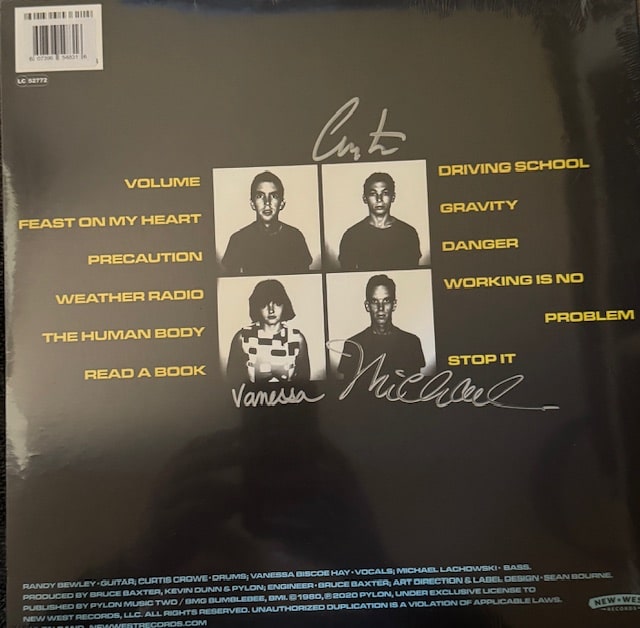 LC 52772
Curtis
VOLUME
FEAST ON MY HEART
PRECAUTION
WEATHER RADIO
THE HUMAN BODY
READ A BOOK
DRIVING SCHOOL
GRAVITY
DANGER
WORKING IS NO
PROBLEM
STOP IT
Vanessa
Michael
RANDY BEWLEY · GUITAR; CURTIS CROWE · DRUMS; VANESSA BISCOE HAY · VOCALS; MICHAEL LACHOWSKI · BASS.
PRODUCED BY BRUCE BAXTER, KEVIN DUNN & PYLON; ENGINEER · BRUCE BAXTER; ART DIRECTION & LABEL DESIGN · SEAN BOURNE.
PUBLISHED BY PYLON MUSIC TWO / BMG BUMBLEBEE, BMI. © 1980, ℗ 2020 PYLON, UNDER EXCLUSIVE LICENSE TO
NEW WEST RECORDS, LLC. ALL RIGHTS RESERVED. UNAUTHORIZED DUPLICATION IS A VIOLATION OF APPLICABLE LAWS.
NEWWESTRECORDS.COM
NEW★WES
RECORDS